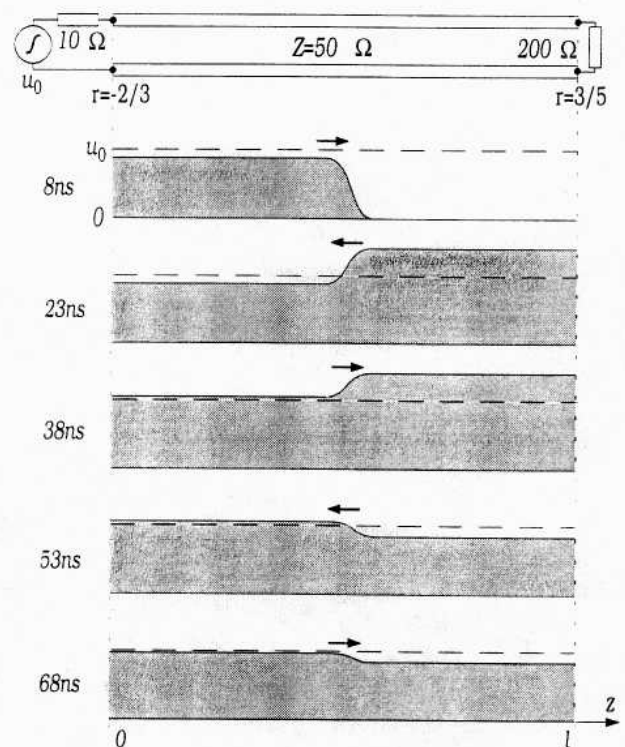 10 Ω
Z=50 Ω
200 Ω
u0
r=-2/3
r=3/5
u0
8ns
0
23ns
38ns
53ns
68ns
z
0
l